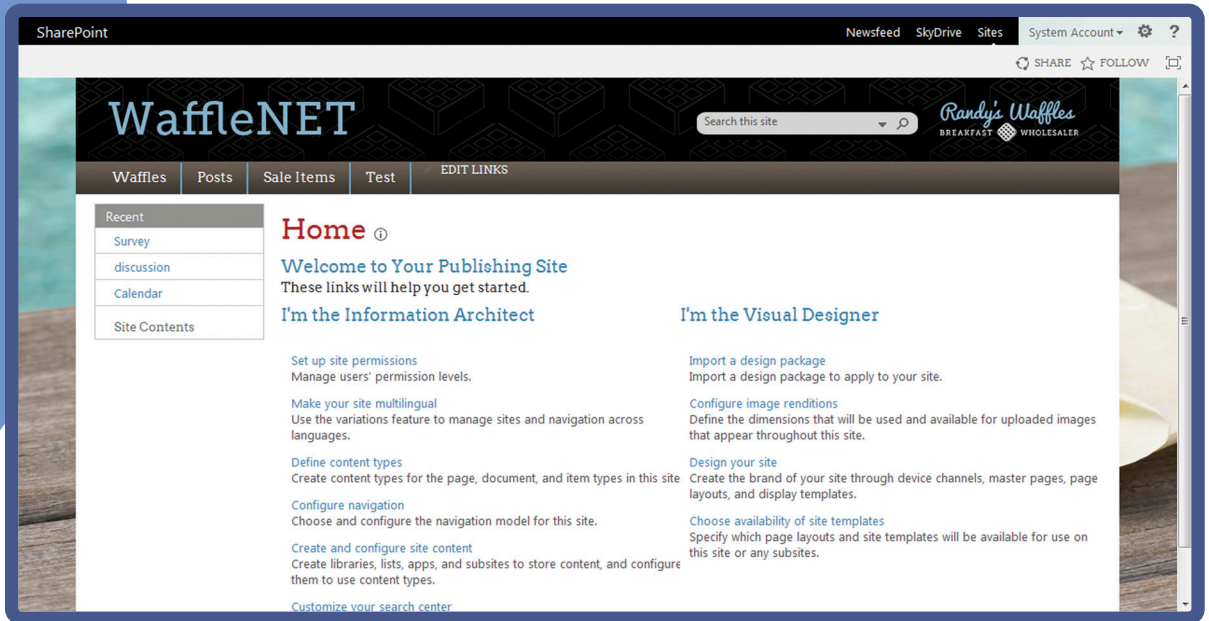 SharePoint
Newsfeed SkyDrive Sites System Account ?
SHARE FOLLOW
WaffleNET
Search this site
Randy's Waffles
BREAKFAST WHOLESALER
Waffles Posts Sale Items Test EDIT LINKS
Recent
Survey
discussion
Calendar
Site Contents
Home
Welcome to Your Publishing Site
These links will help you get started.
I'm the Information Architect
Set up site permissions
Manage users' permission levels.
Make your site multilingual
Use the variations feature to manage sites and navigation across
languages.
Define content types
Create content types for the page, document, and item types in this site
Configure navigation
Choose and configure the navigation model for this site.
Create and configure site content
Create libraries, lists, apps, and subsites to store content, and configure
them to use content types.
Customize your search center
I'm the Visual Designer
Import a design package
Import a design package to apply to your site.
Configure image renditions
Define the dimensions that will be used and available for uploaded images
that appear throughout this site.
Design your site
Create the brand of your site through device channels, master pages, page
layouts, and display templates.
Choose availability of site templates
Specify which page layouts and site templates will be available for use on
this site or any subsites.